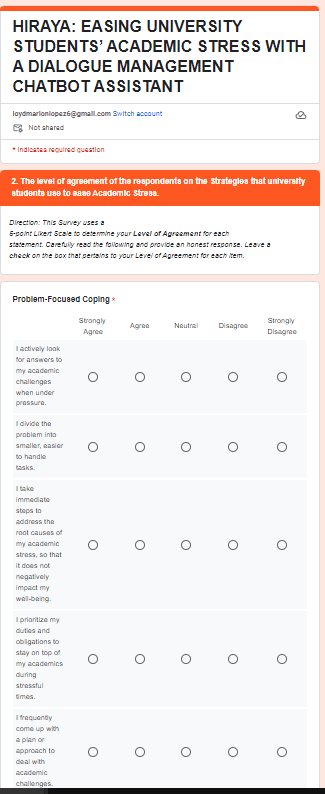 HIRAYA: EASING UNIVERSITY
STUDENTS' ACADEMIC STRESS WITH
A DIALOGUE MANAGEMENT
CHATBOT ASSISTANT
loydmarionlopez6@gmail.com Switch account
Not shared
* Indicates required question
2. The level of agreement of the respondents on the Strategies that university
students use to ease Academic Stress.
Direction: This Survey uses a
5-point Likert Scale to determine your Level of Agreement for each
statement. Carefully read the following and provide an honest response. Leave a
check on the box that pertains to your Level of Agreement for each item.
Problem-Focused Coping *
Strongly
Agree
Agree
Neutral
Disagree
Strongly
Disagree
I actively look
for answers to
my academic
challenges
when under
pressure.
I divide the
problem into
smaller, easier
to handle
tasks.
I take
immediate
steps to
address the
root causes of
my academic
stress, so that
it does not
negatively
impact my
well-being.
I prioritize my
duties and
obligations to
stay on top of
my academics
during
stressful
times.
I frequently
come up with
a plan or
approach to
deal with
academic
challenges.